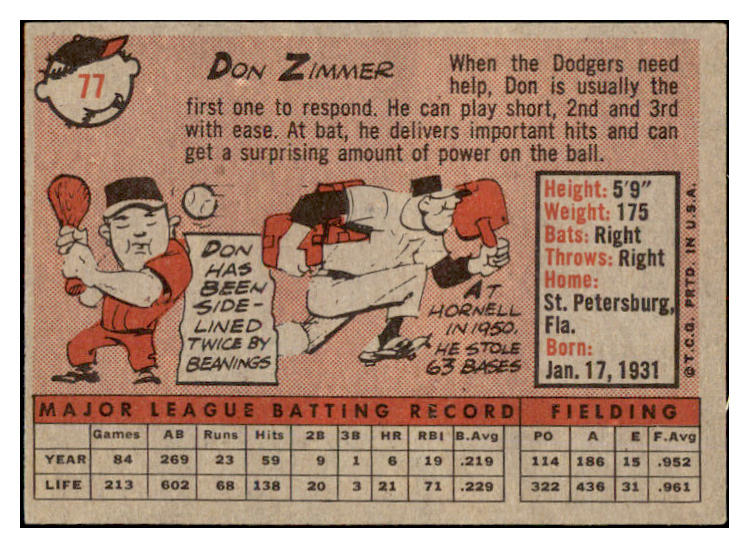 77
DON ZIMMER
When the Dodgers need
help, Don is usually the
first one to respond. He can play short, 2nd and 3rd
with ease. At bat, he delivers important hits and can
get a surprising amount of power on the ball.
DON
HAS
BEEN
SIDE-
LINED
TWICE BY
BEANINGS
AT
HORNELL
IN 1950,
HE STOLE
63 BASES
Height: 5'9"
Weight: 175
Bats: Right
Throws: Right
Home:
St. Petersburg,
Fla.
Born:
Jan. 17, 1931
© T.C.G. PRTD. IN U.S.A.
MAJOR LEAGUE BATTING RECORD FIELDING
Games AB Runs Hits 2B 3B HR RBI B.Avg PO A E F.Avg
YEAR 84 269 23 59 9 1 6 19 .219 114 186 15 .952
LIFE 213 602 68 138 20 3 21 71 .229 322 436 31 .961